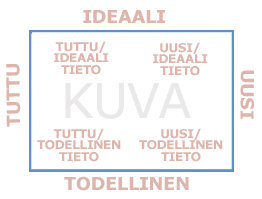 IDEAALI
TUTTU/
IDEAALI
TIETO
UUSI/
IDEAALI
TIETO
TUTTU
KUVA
UUSI
TUTTU/
TODELLINEN
TIETO
UUSI/
TODELLINEN
TIETO
TODELLINEN